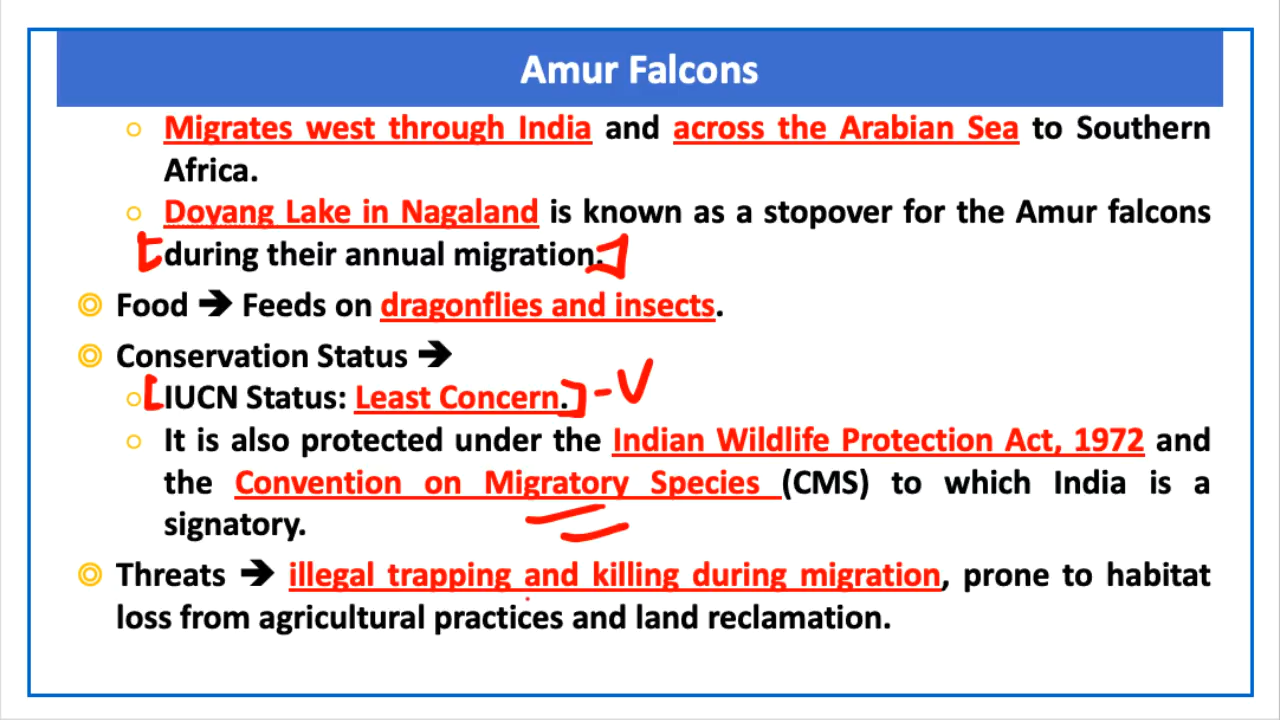 Amur Falcons
○ Migrates west through India and across the Arabian Sea to Southern
Africa.
○ Doyang Lake in Nagaland is known as a stopover for the Amur falcons
[during their annual migration.]
Food ➔ Feeds on dragonflies and insects.
Conservation Status ➔
○ [IUCN Status: Least Concern.] - V
○ It is also protected under the Indian Wildlife Protection Act, 1972 and
the Convention on Migratory Species (CMS) to which India is a
signatory.
Threats ➔ illegal trapping and killing during migration, prone to habitat
loss from agricultural practices and land reclamation.